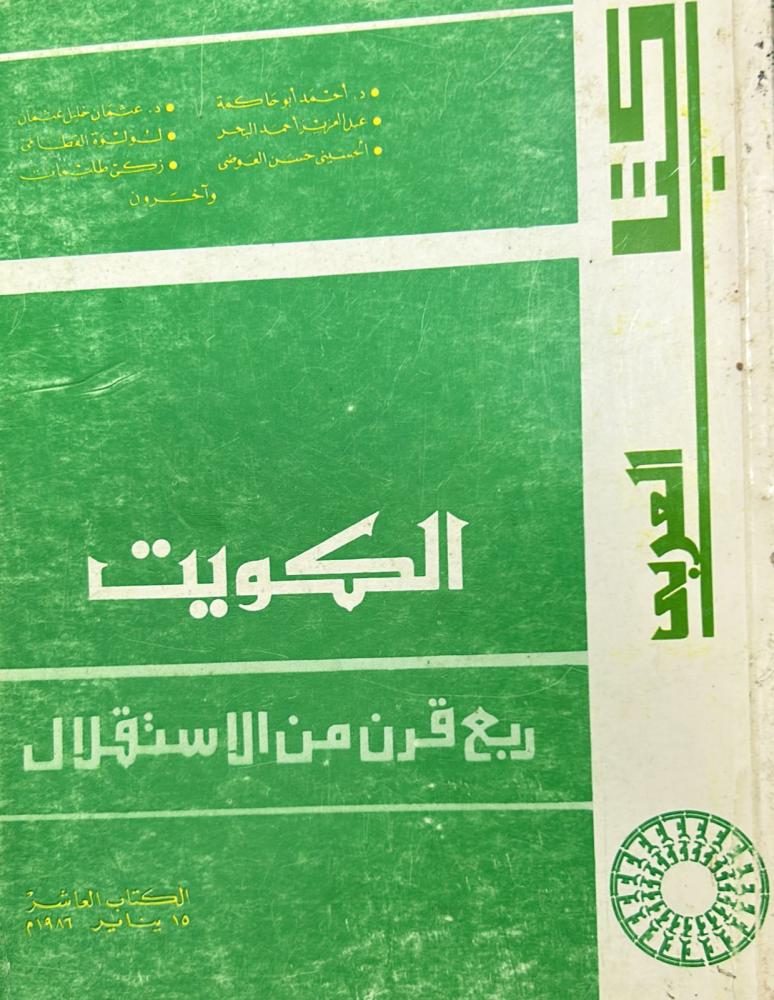 كتاب
العربي
• د. أحمد أبو حاكمة • د. عثمان خليل عثمان
• عبد العزيز أحمد البحر • لولوة القطامي
• الحسيني حسن العوضي • زكي طليمات
وآخرون
الكويت
ربع قرن من الاستقلال
الكتاب العاشر
١٥ يناير ١٩٨٦م